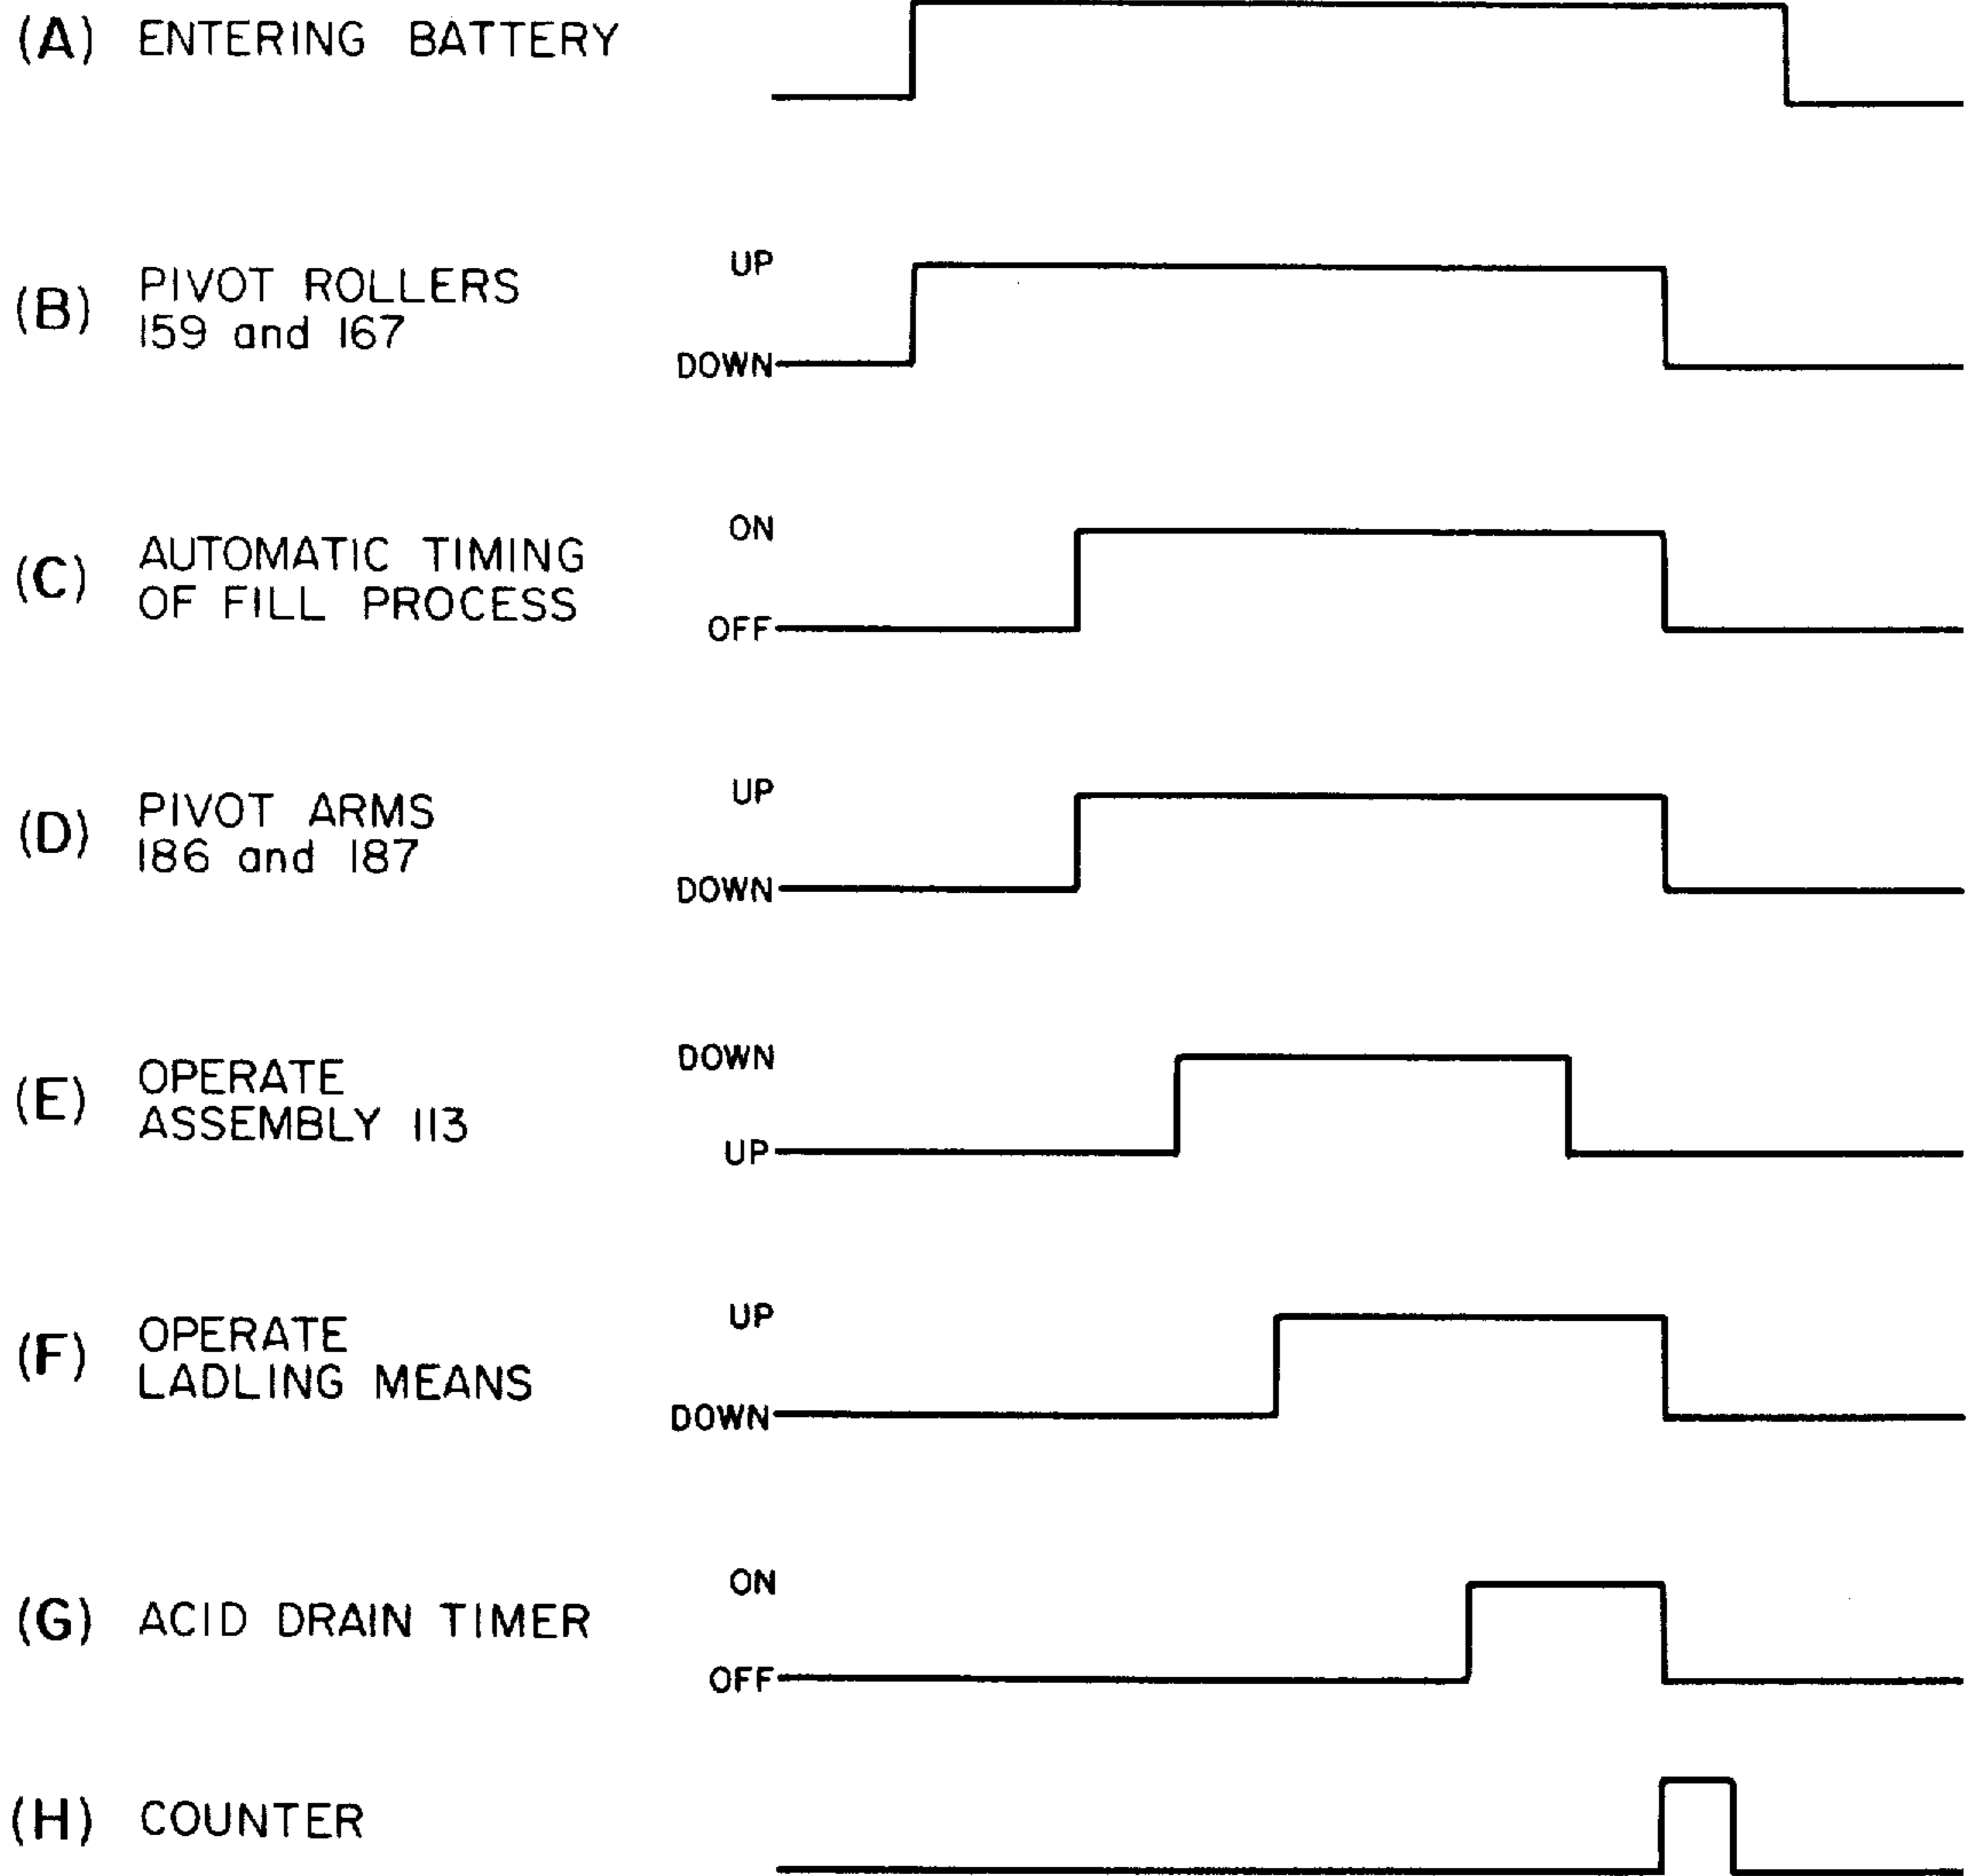 (A) ENTERING BATTERY
(B) PIVOT ROLLERS
159 and 167
UP
DOWN
(C) AUTOMATIC TIMING
OF FILL PROCESS
ON
OFF
(D) PIVOT ARMS
186 and 187
UP
DOWN
(E) OPERATE
ASSEMBLY 113
DOWN
UP
(F) OPERATE
LADLING MEANS
UP
DOWN
(G) ACID DRAIN TIMER
ON
OFF
(H) COUNTER